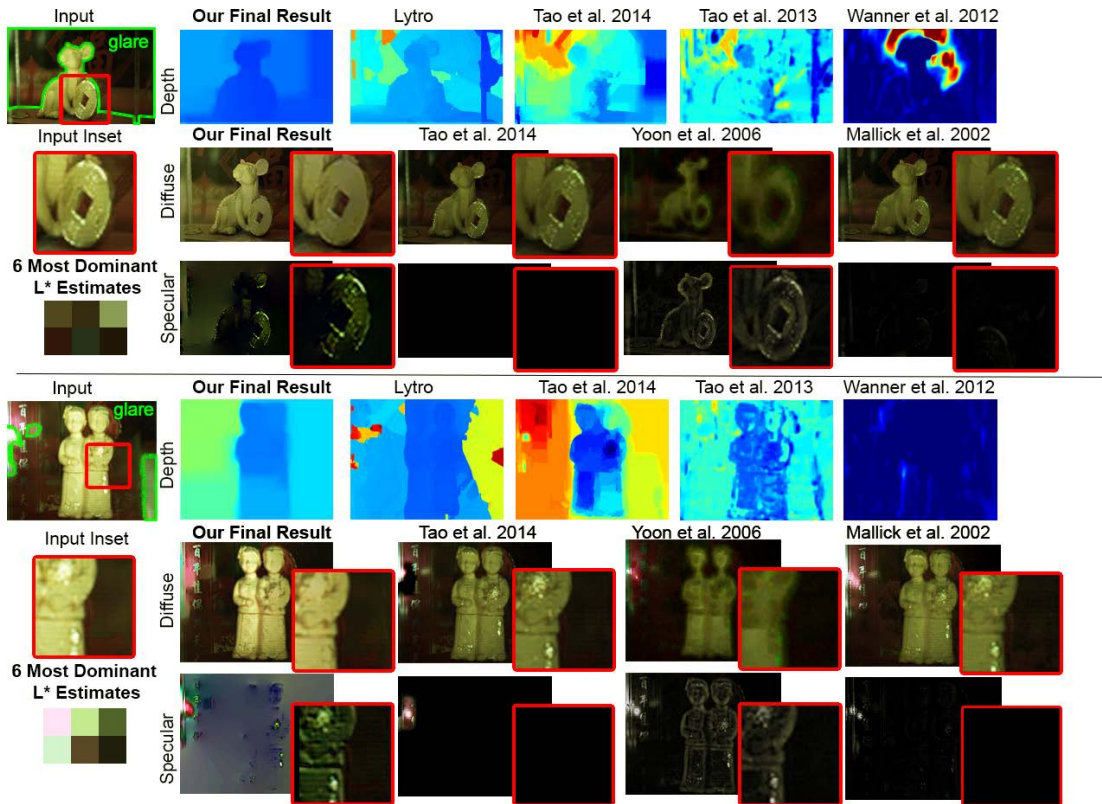 Input
Our Final Result
Lytro
Tao et al. 2014
Tao et al. 2013
Wanner et al. 2012
glare
Depth
Input Inset
Our Final Result
Tao et al. 2014
Yoon et al. 2006
Mallick et al. 2002
Diffuse
6 Most Dominant
L* Estimates
Specular
Input
Our Final Result
Lytro
Tao et al. 2014
Tao et al. 2013
Wanner et al. 2012
glare
Depth
Input Inset
Our Final Result
Tao et al. 2014
Yoon et al. 2006
Mallick et al. 2002
Diffuse
6 Most Dominant
L* Estimates
Specular